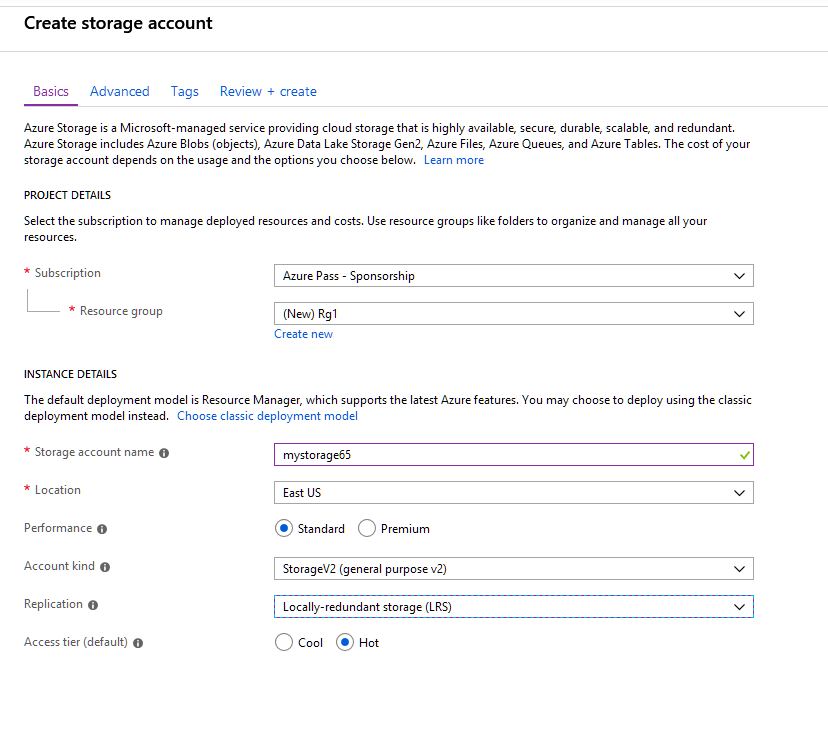 Create storage account
Basics Advanced Tags Review + create
Azure Storage is a Microsoft-managed service providing cloud storage that is highly available, secure, durable, scalable, and redundant.
Azure Storage includes Azure Blobs (objects), Azure Data Lake Storage Gen2, Azure Files, Azure Queues, and Azure Tables. The cost of your
storage account depends on the usage and the options you choose below. Learn more
PROJECT DETAILS
Select the subscription to manage deployed resources and costs. Use resource groups like folders to organize and manage all your
resources.
* Subscription Azure Pass - Sponsorship
* Resource group (New) Rg1
Create new
INSTANCE DETAILS
The default deployment model is Resource Manager, which supports the latest Azure features. You may choose to deploy using the classic
deployment model instead. Choose classic deployment model
* Storage account name mystorage65
* Location East US
Performance Standard Premium
Account kind StorageV2 (general purpose v2)
Replication Locally-redundant storage (LRS)
Access tier (default) Cool Hot